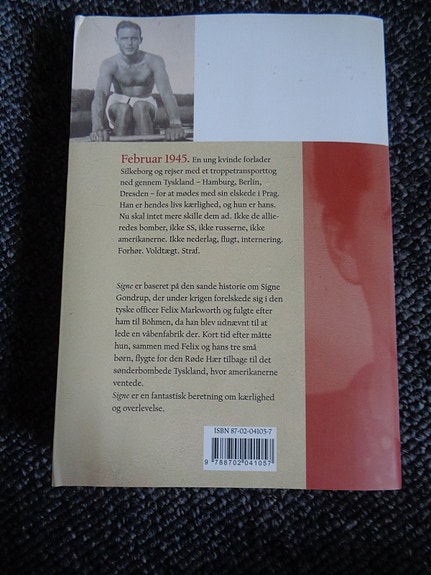 Februar 1945. En ung kvinde forlader
Silkeborg og rejser med et troppetransporttog
ned gennem Tyskland – Hamburg, Berlin,
Dresden – for at mødes med sin elskede i Prag.
Han er hendes livs kærlighed, og hun er hans.
Nu skal intet mere skille dem ad. Ikke de allie-
redes bomber, ikke SS, ikke russerne, ikke
amerikanerne. Ikke nederlag, flugt, internering.
Forhør. Voldtægt. Straf.
Signe er baseret på den sande historie om Signe
Gondrup, der under krigen forelskede sig i den
tyske officer Felix Markworth og fulgte efter
ham til Böhmen, da han blev udnævnt til at
lede en våbenfabrik der. Kort tid efter måtte
hun, sammen med Felix og hans tre små
børn, flygte for den Røde Hær tilbage til det
sønderbombede Tyskland, hvor amerikanerne
ventede.
Signe er en fantastisk beretning om kærlighed
og overlevelse.
ISBN 87-02-04105-7
9 788702 041057